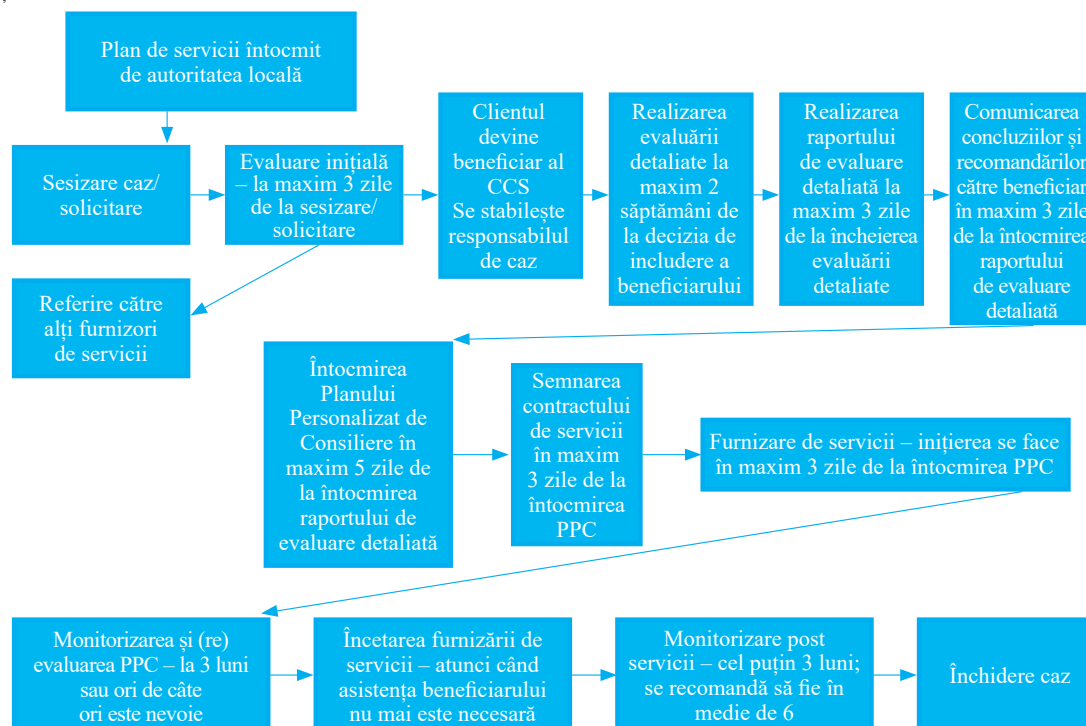 Plan de servicii întocmit
de autoritatea locală
Sesizare caz/
solicitare
Evaluare inițială
– la maxim 3 zile
de la sesizare/
solicitare
Referire către
alți furnizori
de servicii
Clientul
devine
beneficiar al
CCS
Se stabilește
responsabilul
de caz
Realizarea
evaluării
detaliate la
maxim 2
săptămâni de
la decizia de
includere a
beneficiarului
Realizarea
raportului
de evaluare
detaliată la
maxim 3 zile
de la încheierea
evaluării
detaliate
Comunicarea
concluziilor și
recomandărilor
către beneficiar
în maxim 3 zile
de la întocmirea
raportului
de evaluare
detaliată
Întocmirea
Planului
Personalizat de
Consiliere în
maxim 5 zile de
la întocmirea
raportului de
evaluare detaliată
Semnarea
contractului
de servicii
în maxim
3 zile de la
întocmirea
PPC
Furnizare de servicii – inițierea se face
în maxim 3 zile de la întocmirea PPC
Monitorizarea și (re)
evaluarea PPC – la 3 luni
sau ori de câte
ori este nevoie
Încetarea furnizării de
servicii – atunci când
asistența beneficiarului
nu mai este necesară
Monitorizare post
servicii – cel puțin 3 luni;
se recomandă să fie în
medie de 6
Închidere caz